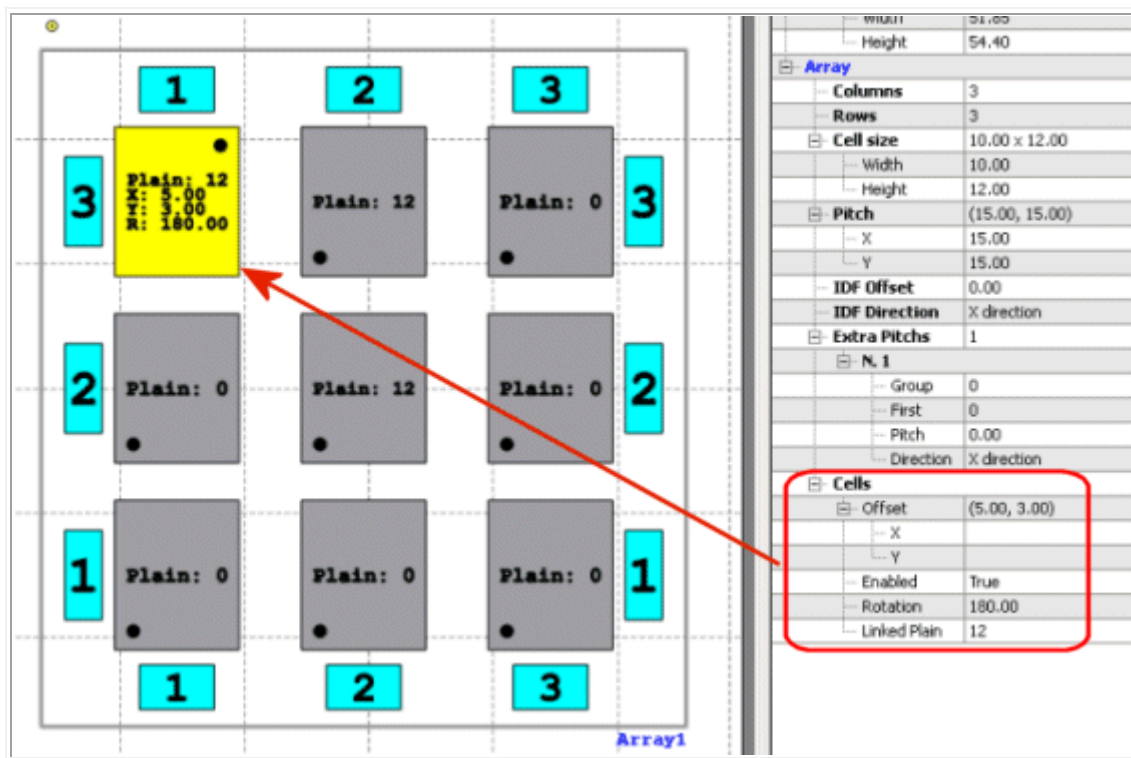 1 2 3
3 3
Plain: 12
X: 5.00
Y: 3.00
R: 180.00
Plain: 12
Plain: 0
2 2
Plain: 0
Plain: 12
Plain: 0
1 1
Plain: 0
Plain: 0
Plain: 0
1 2 3
Array1
Width 51.85
Height 54.40
Array
Columns 3
Rows 3
Cell size 10.00 x 12.00
Width 10.00
Height 12.00
Pitch (15.00, 15.00)
X 15.00
Y 15.00
IDF Offset 0.00
IDF Direction X direction
Extra Pitchs 1
N. 1
Group 0
First 0
Pitch 0.00
Direction X direction
Cells
Offset (5.00, 3.00)
X
Y
Enabled True
Rotation 180.00
Linked Plain 12